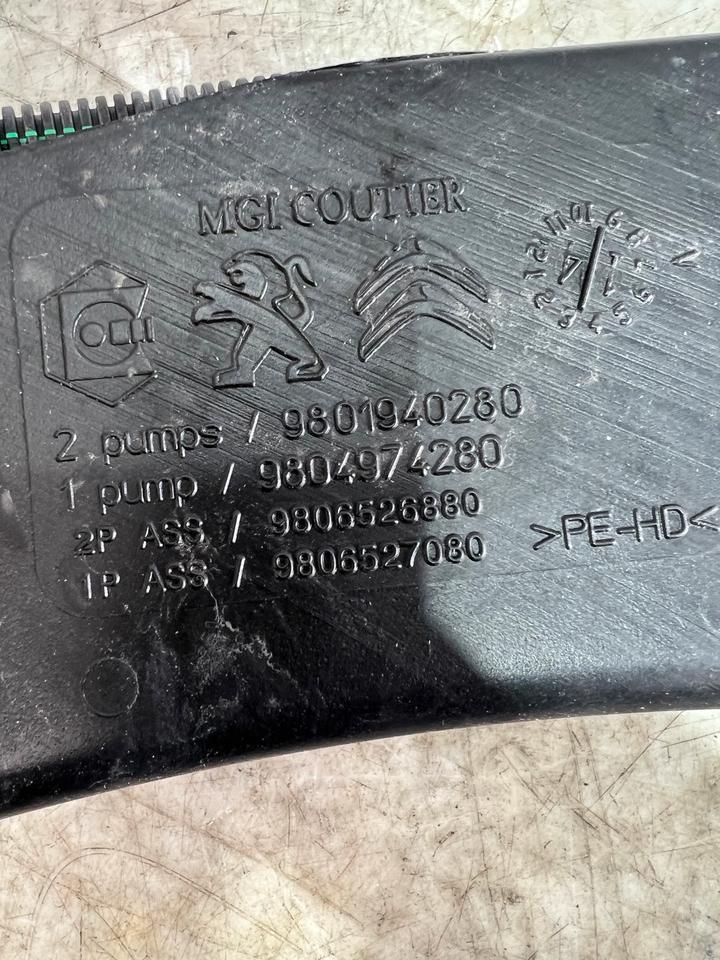 MGI COUTIER
2 pumps / 9801940280
1 pump / 9804974280
2P ASS / 9806526880
1P ASS / 9806527080
>PE-HD<